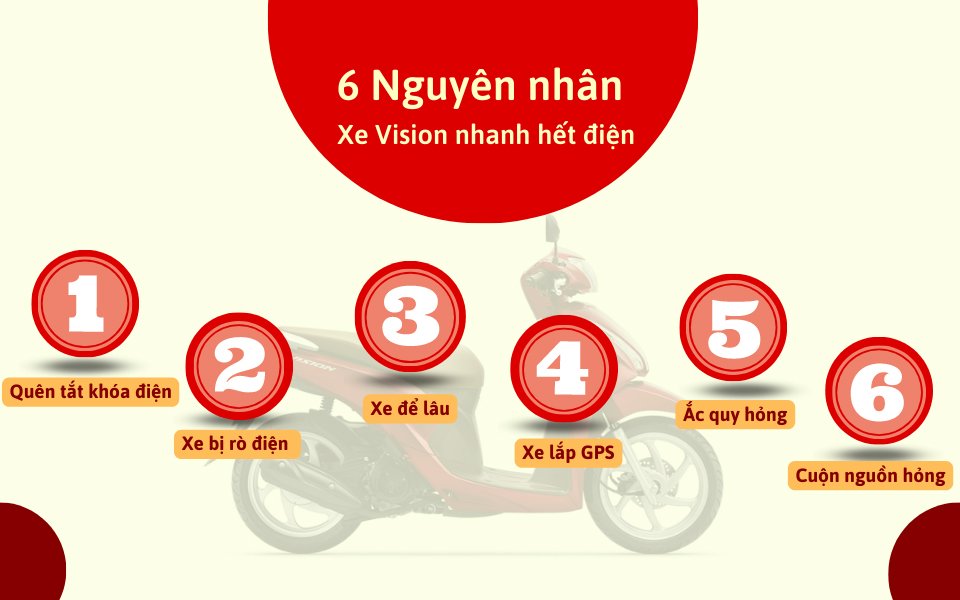 6 Nguyên nhân
Xe Vision nhanh hết điện
1
Quên tắt khóa điện
2
Xe bị rò điện
3
Xe để lâu
4
Xe lắp GPS
5
Ắc quy hỏng
6
Cuộn nguồn hỏng
VISION